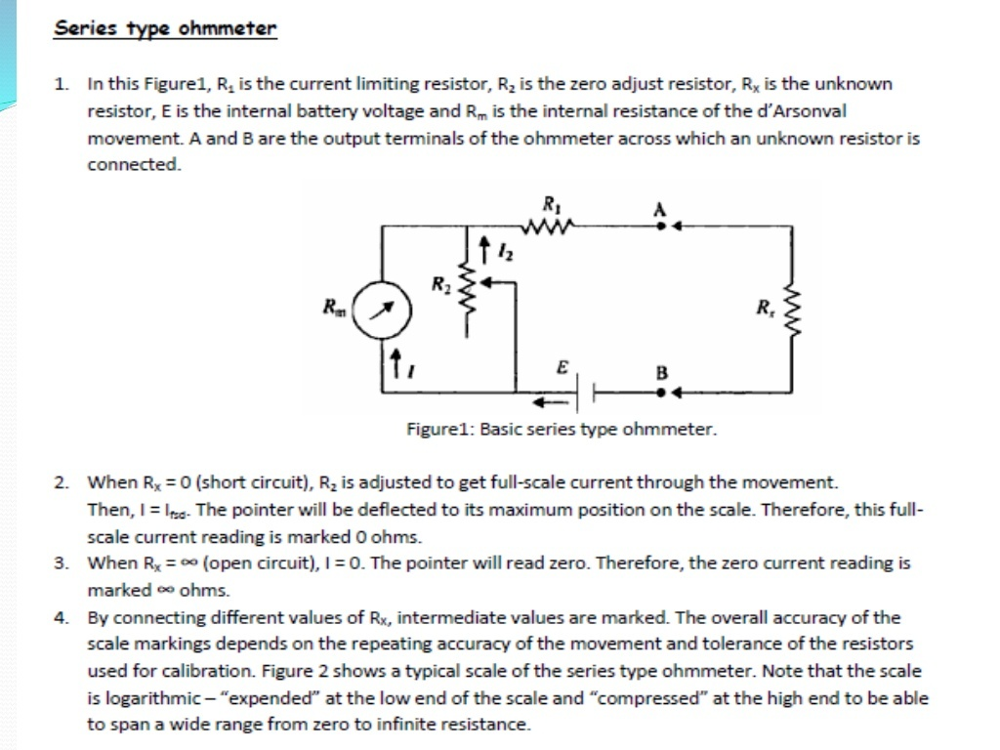 Series type ohmmeter
1. In this Figure1, R₁ is the current limiting resistor, R₂ is the zero adjust resistor, Rₓ is the unknown
resistor, E is the internal battery voltage and Rₘ is the internal resistance of the d'Arsonval
movement. A and B are the output terminals of the ohmmeter across which an unknown resistor is
connected.
R₁
A
I₂
R₂
Rₘ
Rₓ
I
E
B
Figure1: Basic series type ohmmeter.
2. When Rₓ = 0 (short circuit), R₂ is adjusted to get full-scale current through the movement.
Then, I = Ifsd. The pointer will be deflected to its maximum position on the scale. Therefore, this full-
scale current reading is marked 0 ohms.
3. When Rₓ = ∞ (open circuit), I = 0. The pointer will read zero. Therefore, the zero current reading is
marked ∞ ohms.
4. By connecting different values of Rₓ, intermediate values are marked. The overall accuracy of the
scale markings depends on the repeating accuracy of the movement and tolerance of the resistors
used for calibration. Figure 2 shows a typical scale of the series type ohmmeter. Note that the scale
is logarithmic – “expended” at the low end of the scale and “compressed” at the high end to be able
to span a wide range from zero to infinite resistance.